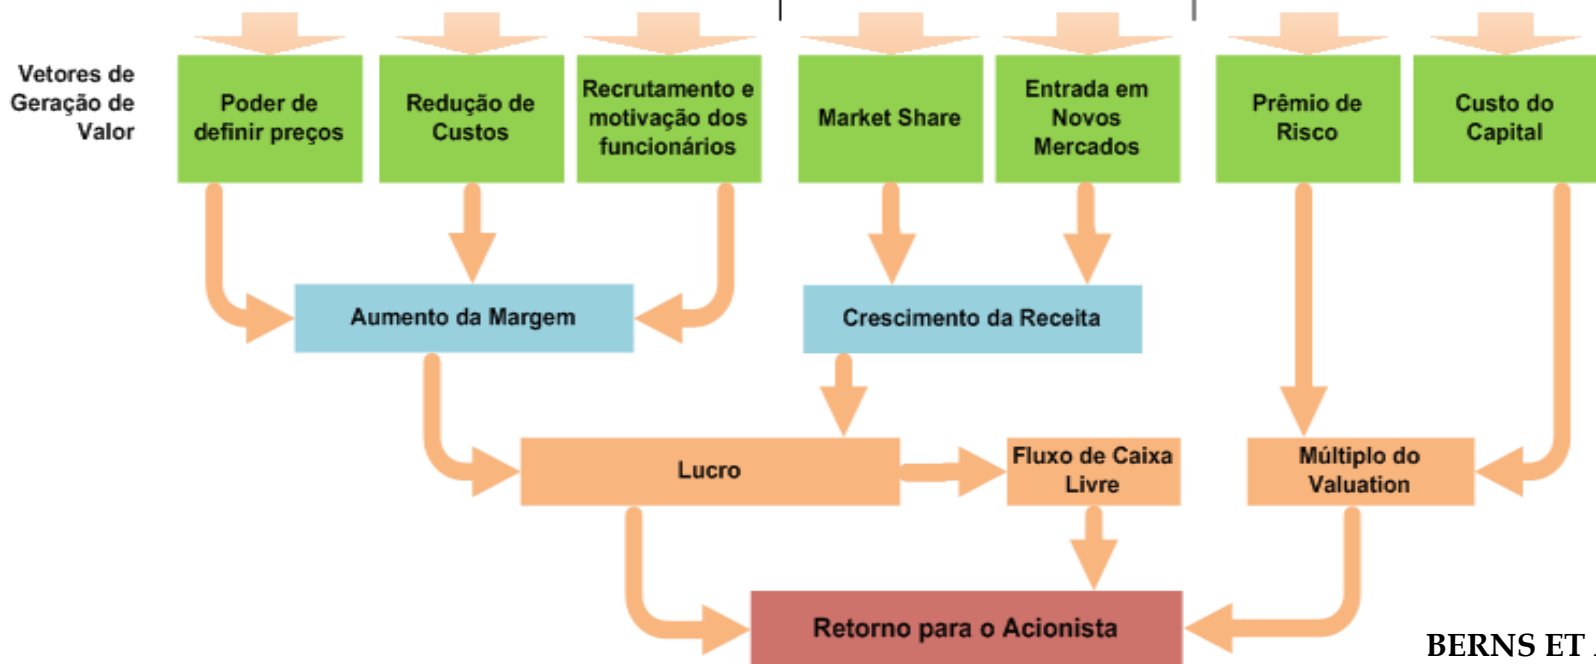 Vetores de
Geração de
Valor
Poder de
definir preços
Redução de
Custos
Recrutamento e
motivação dos
funcionários
Market Share
Entrada em
Novos
Mercados
Prêmio de
Risco
Custo do
Capital
Aumento da Margem
Crescimento da Receita
Lucro
Fluxo de Caixa
Livre
Múltiplo do
Valuation
Retorno para o Acionista
BERNS ET